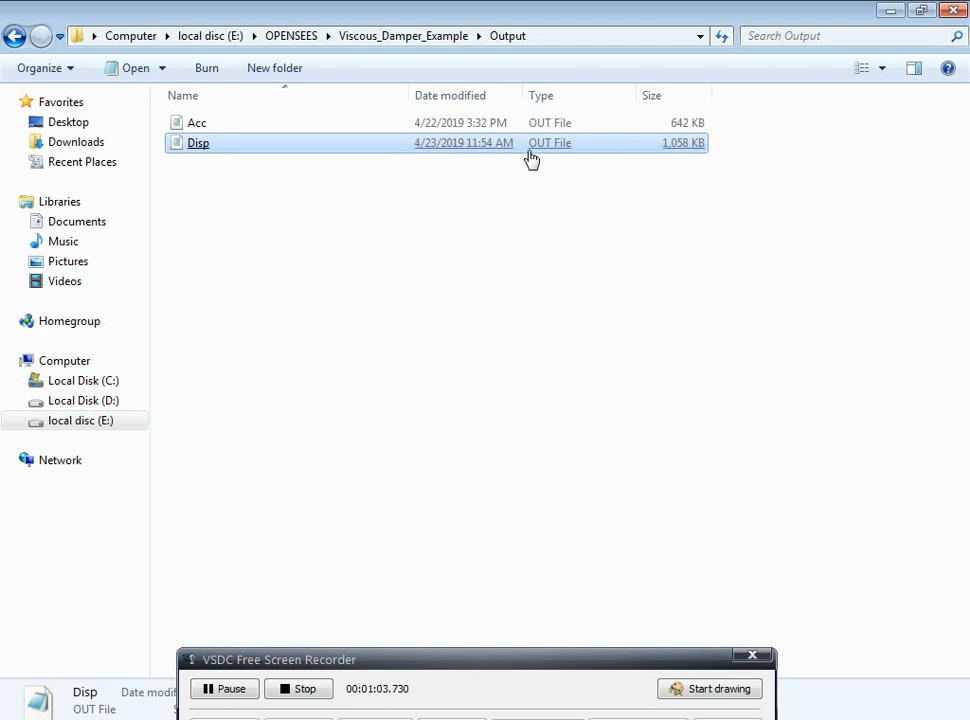 Computer local disc (E:) OPENSEES Viscous_Damper_Example Output
Search Output
Organize Open Burn New folder
Favorites
Desktop
Downloads
Recent Places
Libraries
Documents
Music
Pictures
Videos
Homegroup
Computer
Local Disk (C:)
Local Disk (D:)
local disc (E:)
Network
Name Date modified Type Size
Acc 4/22/2019 3:32 PM OUT File 642 KB
Disp 4/23/2019 11:54 AM OUT File 1,058 KB
VSDC Free Screen Recorder
Pause Stop 00:01:03.730 Start drawing
Disp Date modif
OUT File S